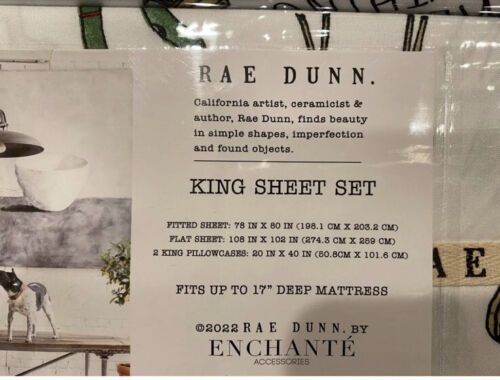 RAE DUNN.
California artist, ceramicist &
author, Rae Dunn, finds beauty
in simple shapes, imperfection
and found objects.
KING SHEET SET
FITTED SHEET: 78 IN X 80 IN (198.1 CM X 203.2 CM)
FLAT SHEET: 108 IN X 102 IN (274.3 CM X 259 CM)
2 KING PILLOWCASES: 20 IN X 40 IN (50.8CM X 101.6 CM)
A E
FITS UP TO 17" DEEP MATTRESS
©2022 RAE DUNN. BY
ENCHANTÉ
ACCESSORIES